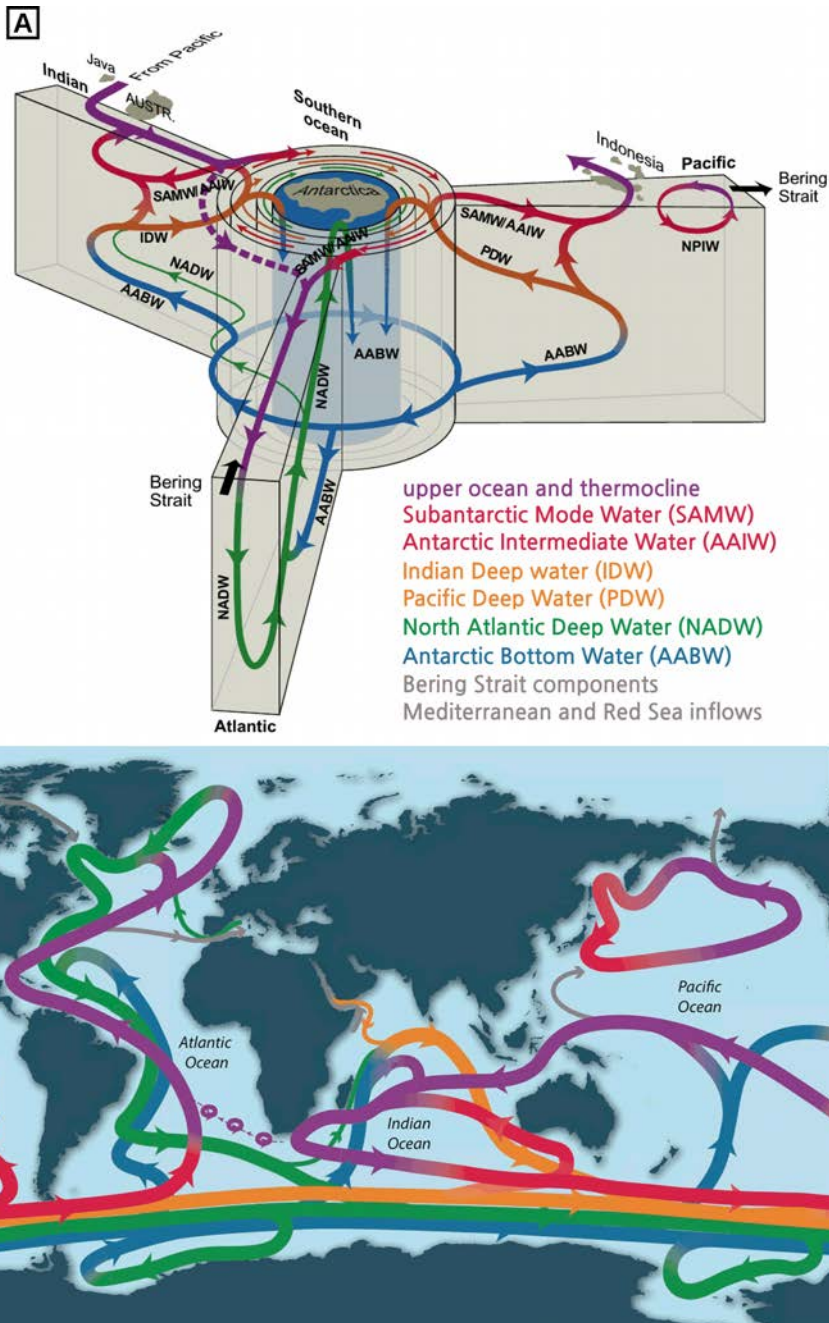 A
Java
From Pacific
Indian
AUSTR.
Southern
ocean
Antarctica
Indonesia
Pacific
Bering
Strait
SAMW/AAIW
SAMW/AAIW
SAMW/AAIW
NPIW
IDW
PDW
NADW
AABW
AABW
NADW
AABW
Bering
Strait
AABW
NADW
Atlantic
upper ocean and thermocline
Subantarctic Mode Water (SAMW)
Antarctic Intermediate Water (AAIW)
Indian Deep water (IDW)
Pacific Deep Water (PDW)
North Atlantic Deep Water (NADW)
Antarctic Bottom Water (AABW)
Bering Strait components
Mediterranean and Red Sea inflows
Pacific
Ocean
Atlantic
Ocean
Indian
Ocean